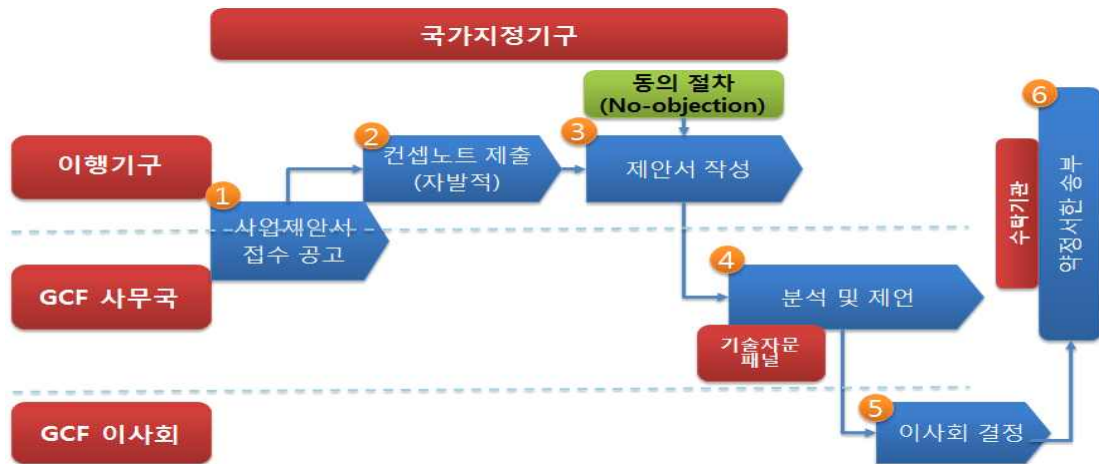 국가지정기구
동의 절차
(No-objection)
이행기구
1
사업제안서
접수 공고
2
컨셉노트 제출
(자발적)
3
제안서 작성
GCF 사무국
4
분석 및 제언
기술자문
패널
GCF 이사회
5
이사회 결정
6
수탁기관
약정서한 송부